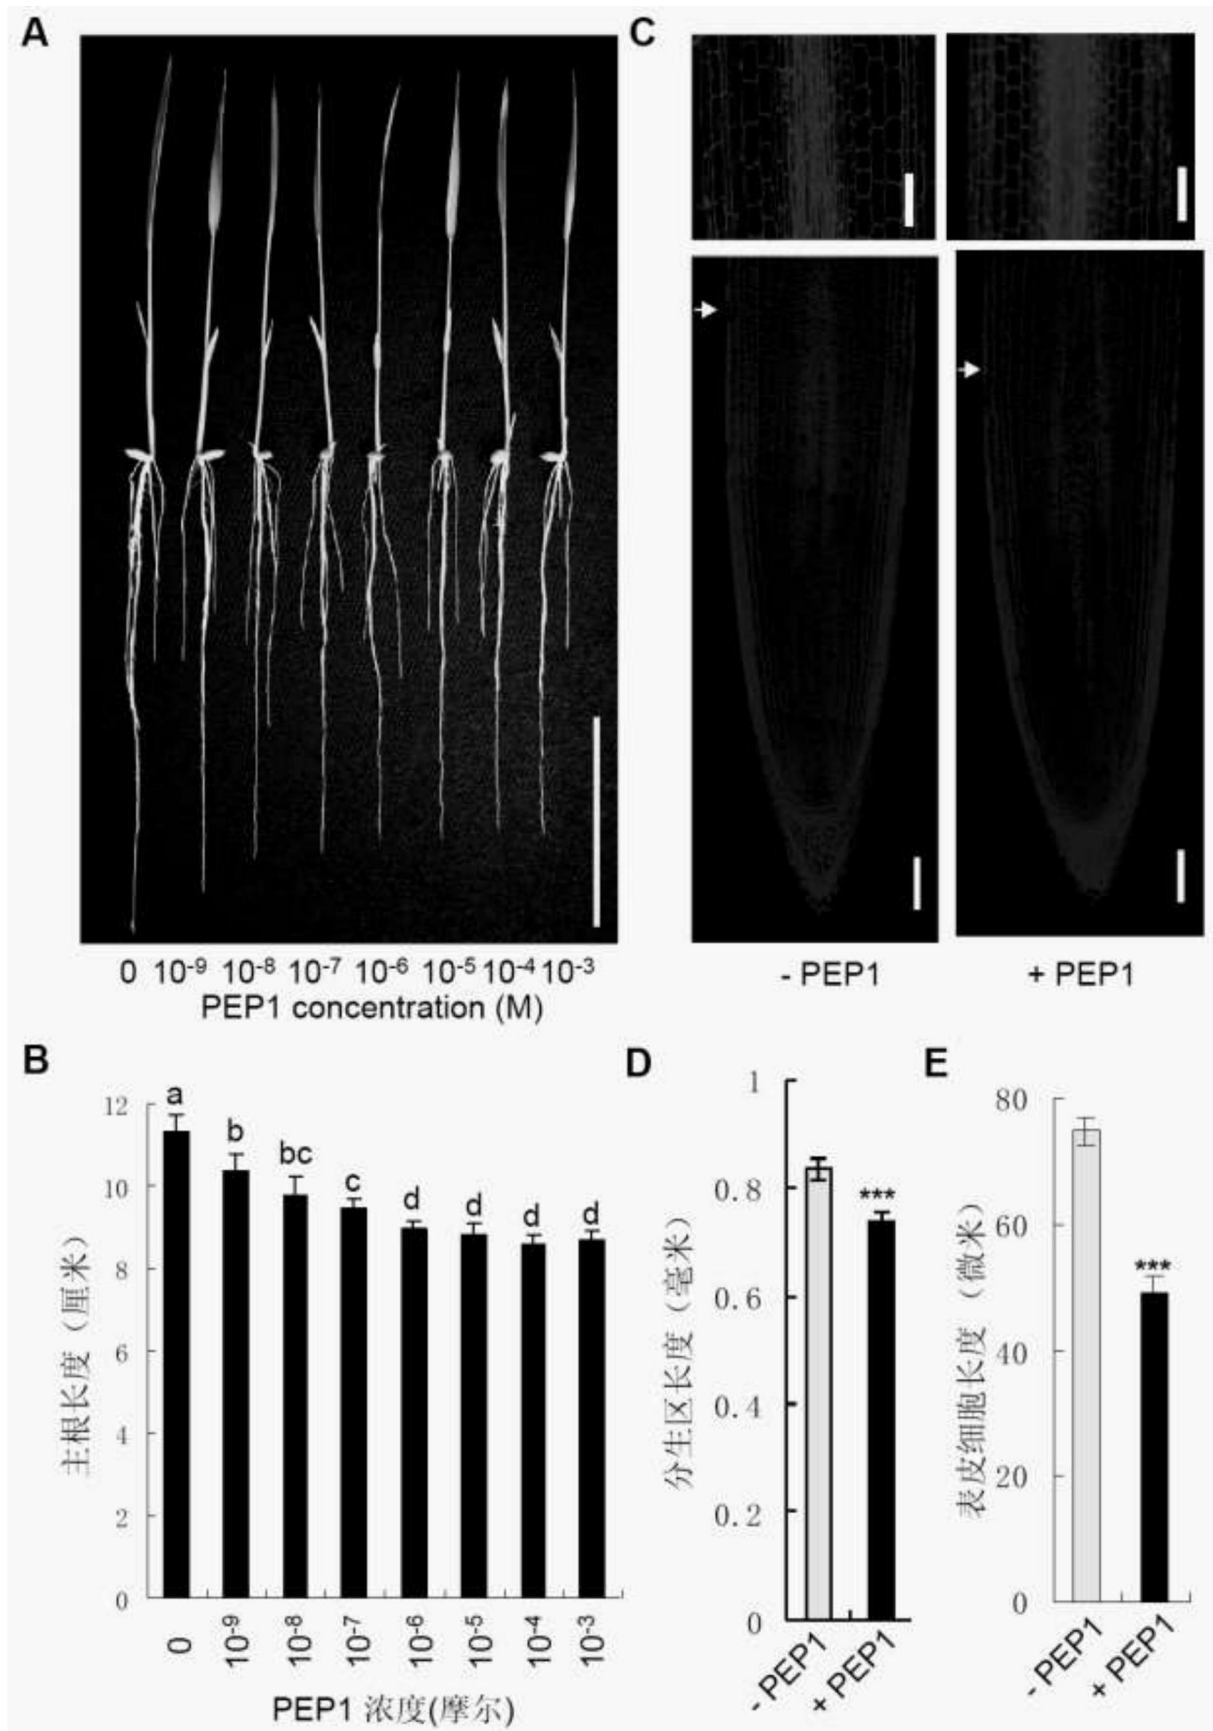 A
C
0 10-9 10-8 10-7 10-6 10-5 10-4 10-3
PEP1 concentration (M)
- PEP1
+ PEP1
B
主根长度（厘米）
12
10
8
6
4
2
0
a
b
bc
c
d
d
d
d
0 10-9 10-8 10-7 10-6 10-5 10-4 10-3
PEP1 浓度(摩尔)
D
分生区长度（毫米）
1
0.8
0.6
0.4
0.2
0
***
- PEP1
+ PEP1
E
表皮细胞长度（微米）
80
60
40
20
0
***
- PEP1
+ PEP1